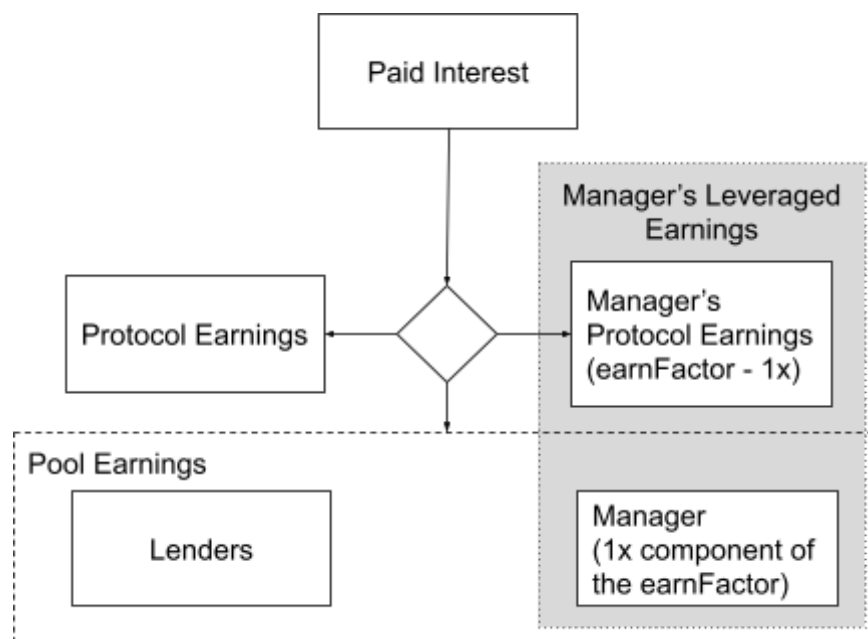 Paid Interest
Manager’s Leveraged
Earnings
Protocol Earnings
Manager’s
Protocol Earnings
(earnFactor - 1x)
Pool Earnings
Lenders
Manager
(1x component of
the earnFactor)